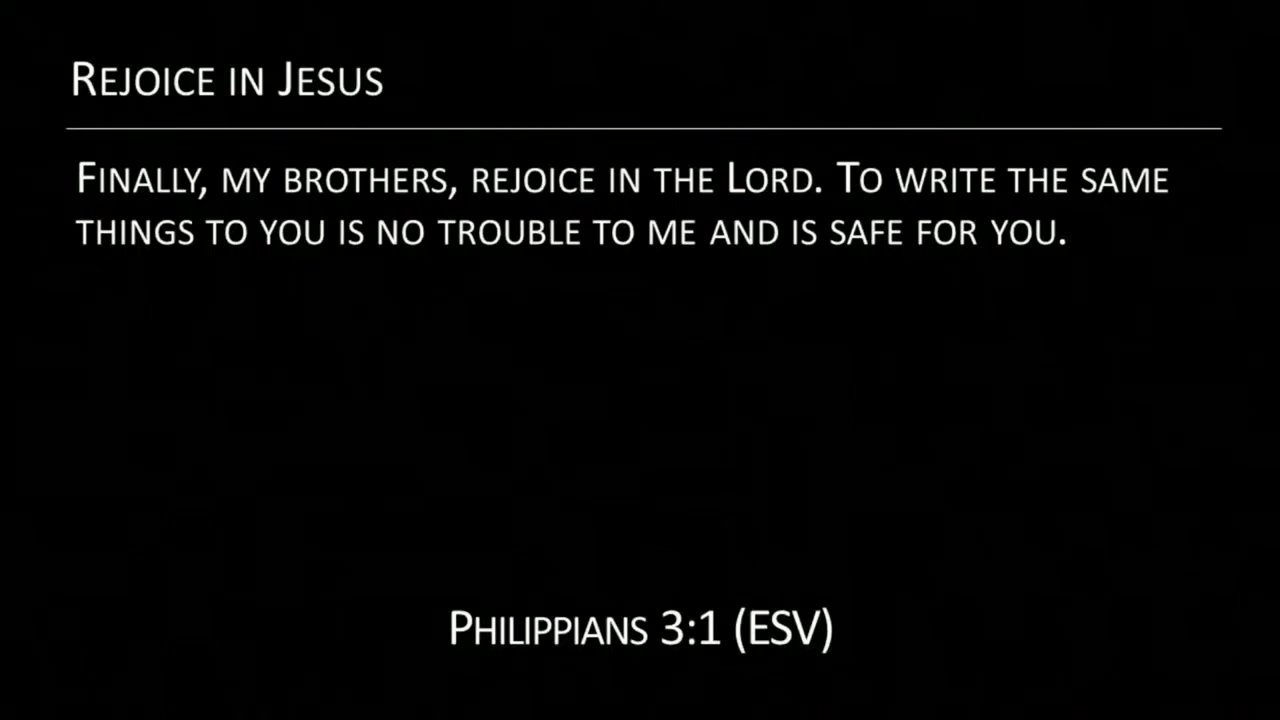 Rejoice in Jesus
Finally, my brothers, rejoice in the Lord. To write the same
things to you is no trouble to me and is safe for you.
Philippians 3:1 (ESV)